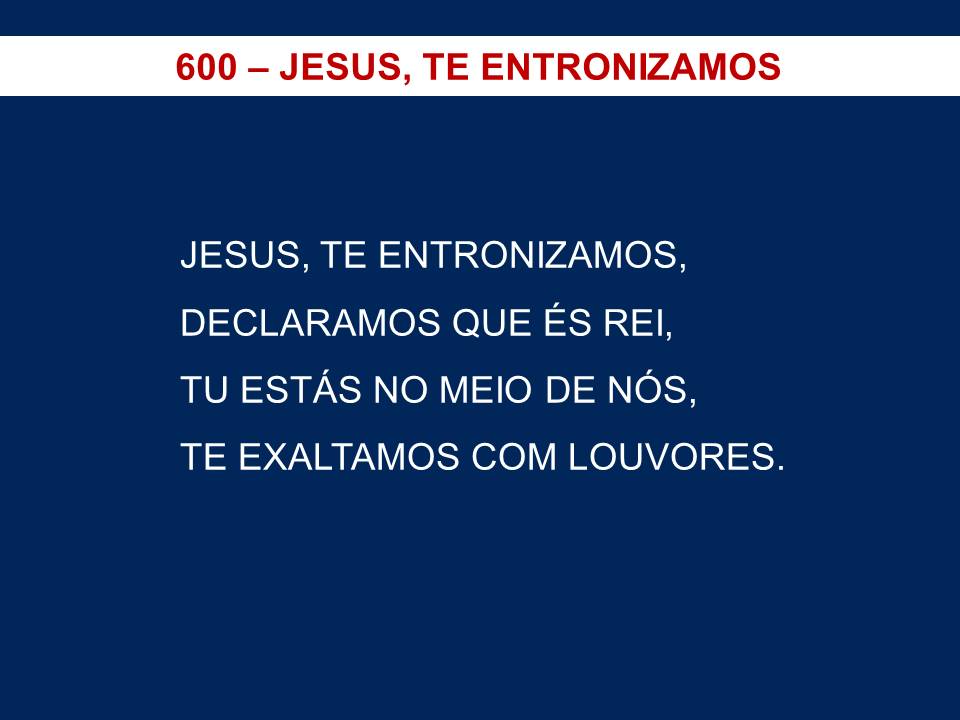 600 – JESUS, TE ENTRONIZAMOS
JESUS, TE ENTRONIZAMOS,
DECLARAMOS QUE ÉS REI,
TU ESTÁS NO MEIO DE NÓS,
TE EXALTAMOS COM LOUVORES.